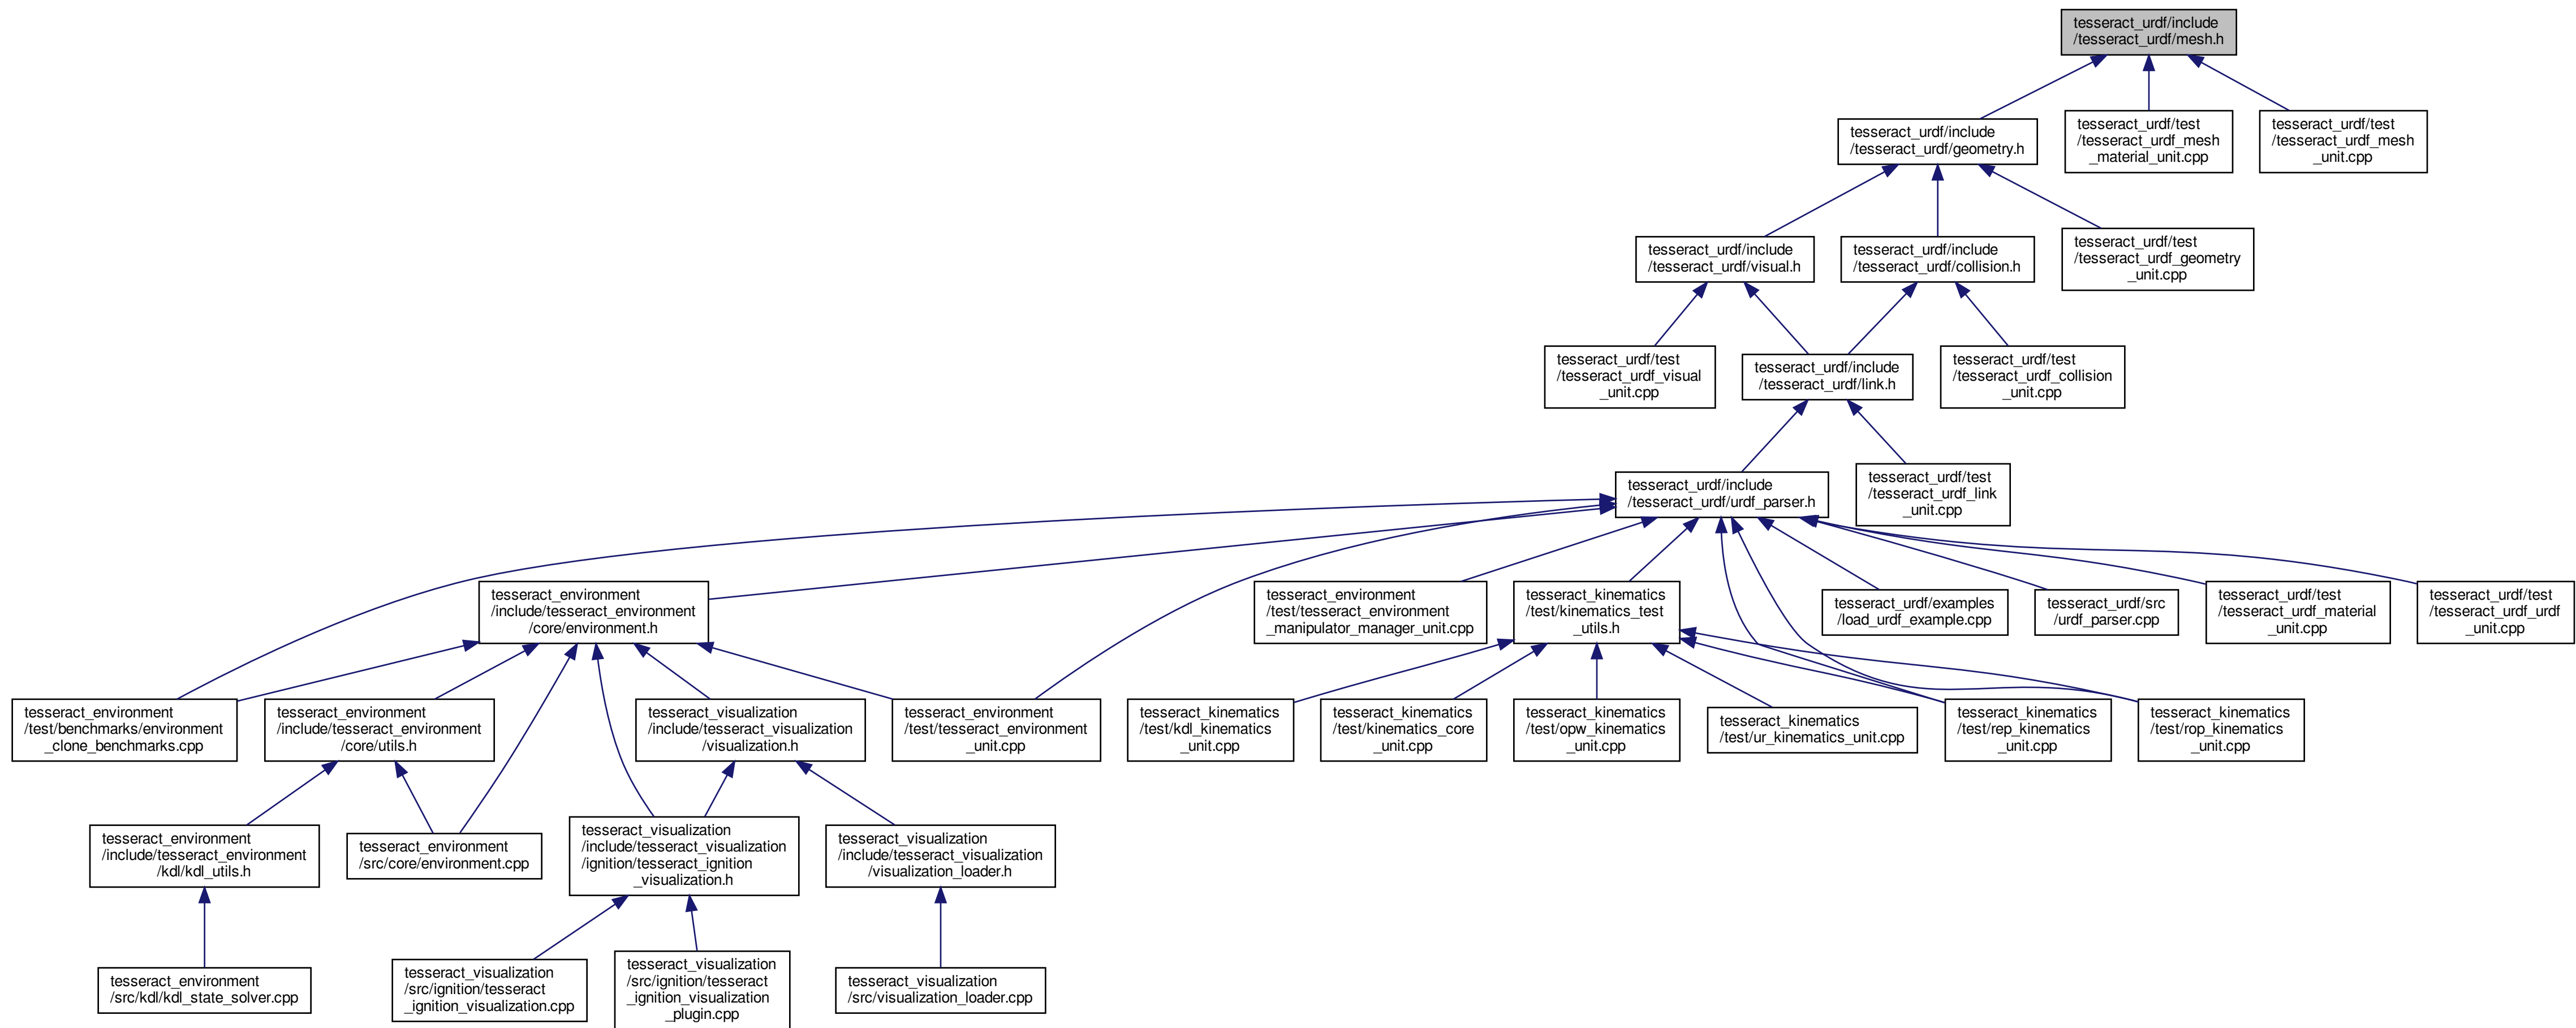 tesseract_urdf/include
/tesseract_urdf/mesh.h
tesseract_urdf/include
/tesseract_urdf/geometry.h
tesseract_urdf/test
/tesseract_urdf_mesh
_material_unit.cpp
tesseract_urdf/test
/tesseract_urdf_mesh
_unit.cpp
tesseract_urdf/include
/tesseract_urdf/visual.h
tesseract_urdf/include
/tesseract_urdf/collision.h
tesseract_urdf/test
/tesseract_urdf_geometry
_unit.cpp
tesseract_urdf/test
/tesseract_urdf_visual
_unit.cpp
tesseract_urdf/include
/tesseract_urdf/link.h
tesseract_urdf/test
/tesseract_urdf_collision
_unit.cpp
tesseract_urdf/include
/tesseract_urdf/urdf_parser.h
tesseract_urdf/test
/tesseract_urdf_link
_unit.cpp
tesseract_environment
/include/tesseract_environment
/core/environment.h
tesseract_environment
/test/tesseract_environment
_manipulator_manager_unit.cpp
tesseract_kinematics
/test/kinematics_test
_utils.h
tesseract_urdf/examples
/load_urdf_example.cpp
tesseract_urdf/src
/urdf_parser.cpp
tesseract_urdf/test
/tesseract_urdf_material
_unit.cpp
tesseract_urdf/test
/tesseract_urdf_urdf
_unit.cpp
tesseract_environment
/test/benchmarks/environment
_clone_benchmarks.cpp
tesseract_environment
/include/tesseract_environment
/core/utils.h
tesseract_visualization
/include/tesseract_visualization
/visualization.h
tesseract_environment
/test/tesseract_environment
_unit.cpp
tesseract_kinematics
/test/kdl_kinematics
_unit.cpp
tesseract_kinematics
/test/kinematics_core
_unit.cpp
tesseract_kinematics
/test/opw_kinematics
_unit.cpp
tesseract_kinematics
/test/ur_kinematics_unit.cpp
tesseract_kinematics
/test/rep_kinematics
_unit.cpp
tesseract_kinematics
/test/rop_kinematics
_unit.cpp
tesseract_environment
/include/tesseract_environment
/kdl/kdl_utils.h
tesseract_environment
/src/core/environment.cpp
tesseract_visualization
/include/tesseract_visualization
/ignition/tesseract_ignition
_visualization.h
tesseract_visualization
/include/tesseract_visualization
/visualization_loader.h
tesseract_environment
/src/kdl/kdl_state_solver.cpp
tesseract_visualization
/src/ignition/tesseract
_ignition_visualization.cpp
tesseract_visualization
/src/ignition/tesseract
_ignition_visualization
_plugin.cpp
tesseract_visualization
/src/visualization_loader.cpp